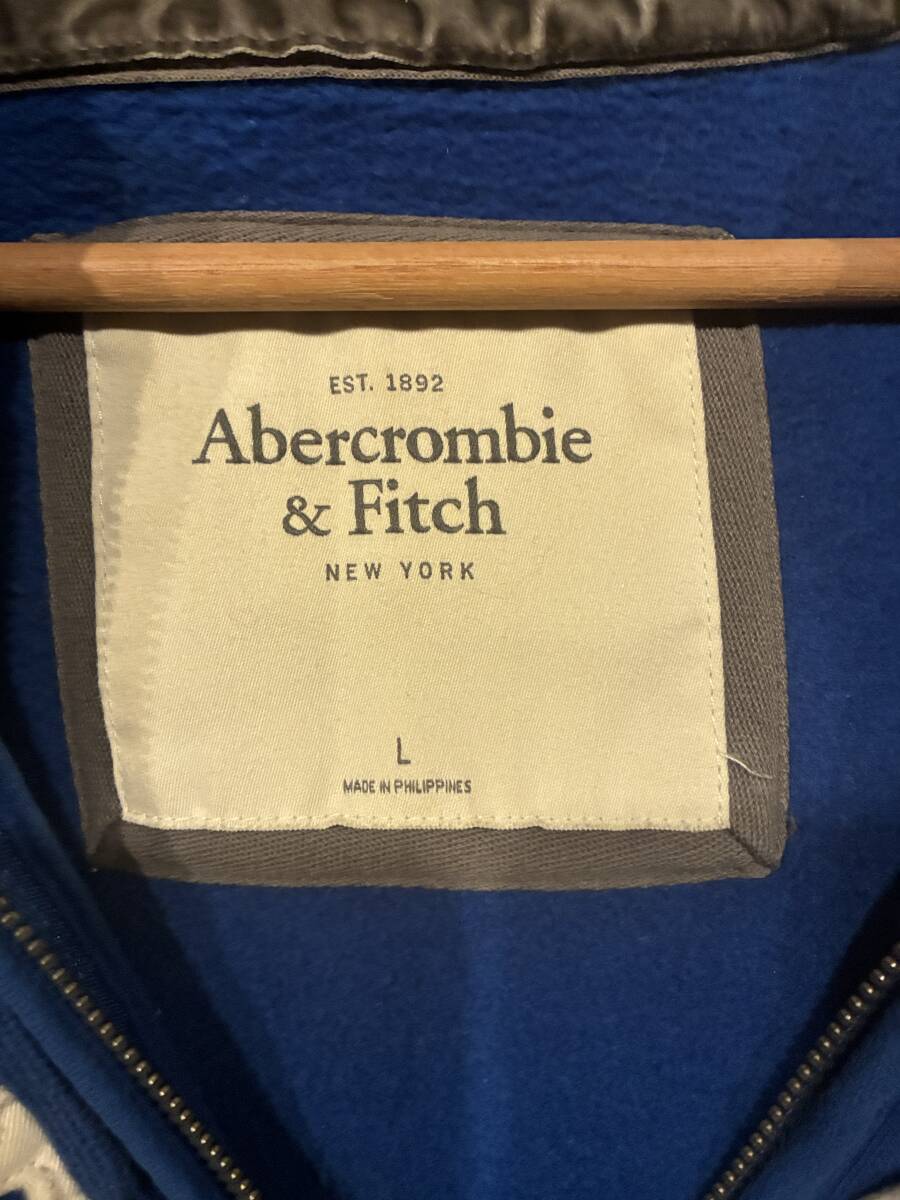 EST. 1892
Abercrombie
& Fitch
NEW YORK
L
MADE IN PHILIPPINES